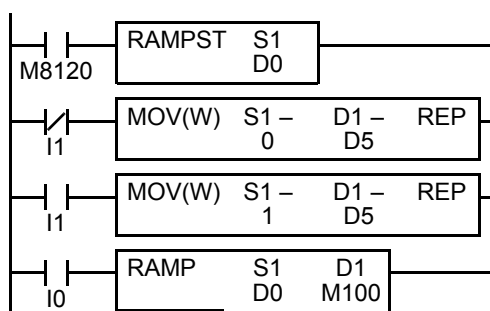 RAMPST S1
M8120 D0
MOV(W) S1 – D1 – REP
I1 0 D5
MOV(W) S1 – D1 – REP
I1 1 D5
RAMP S1 D1
I0 D0 M100